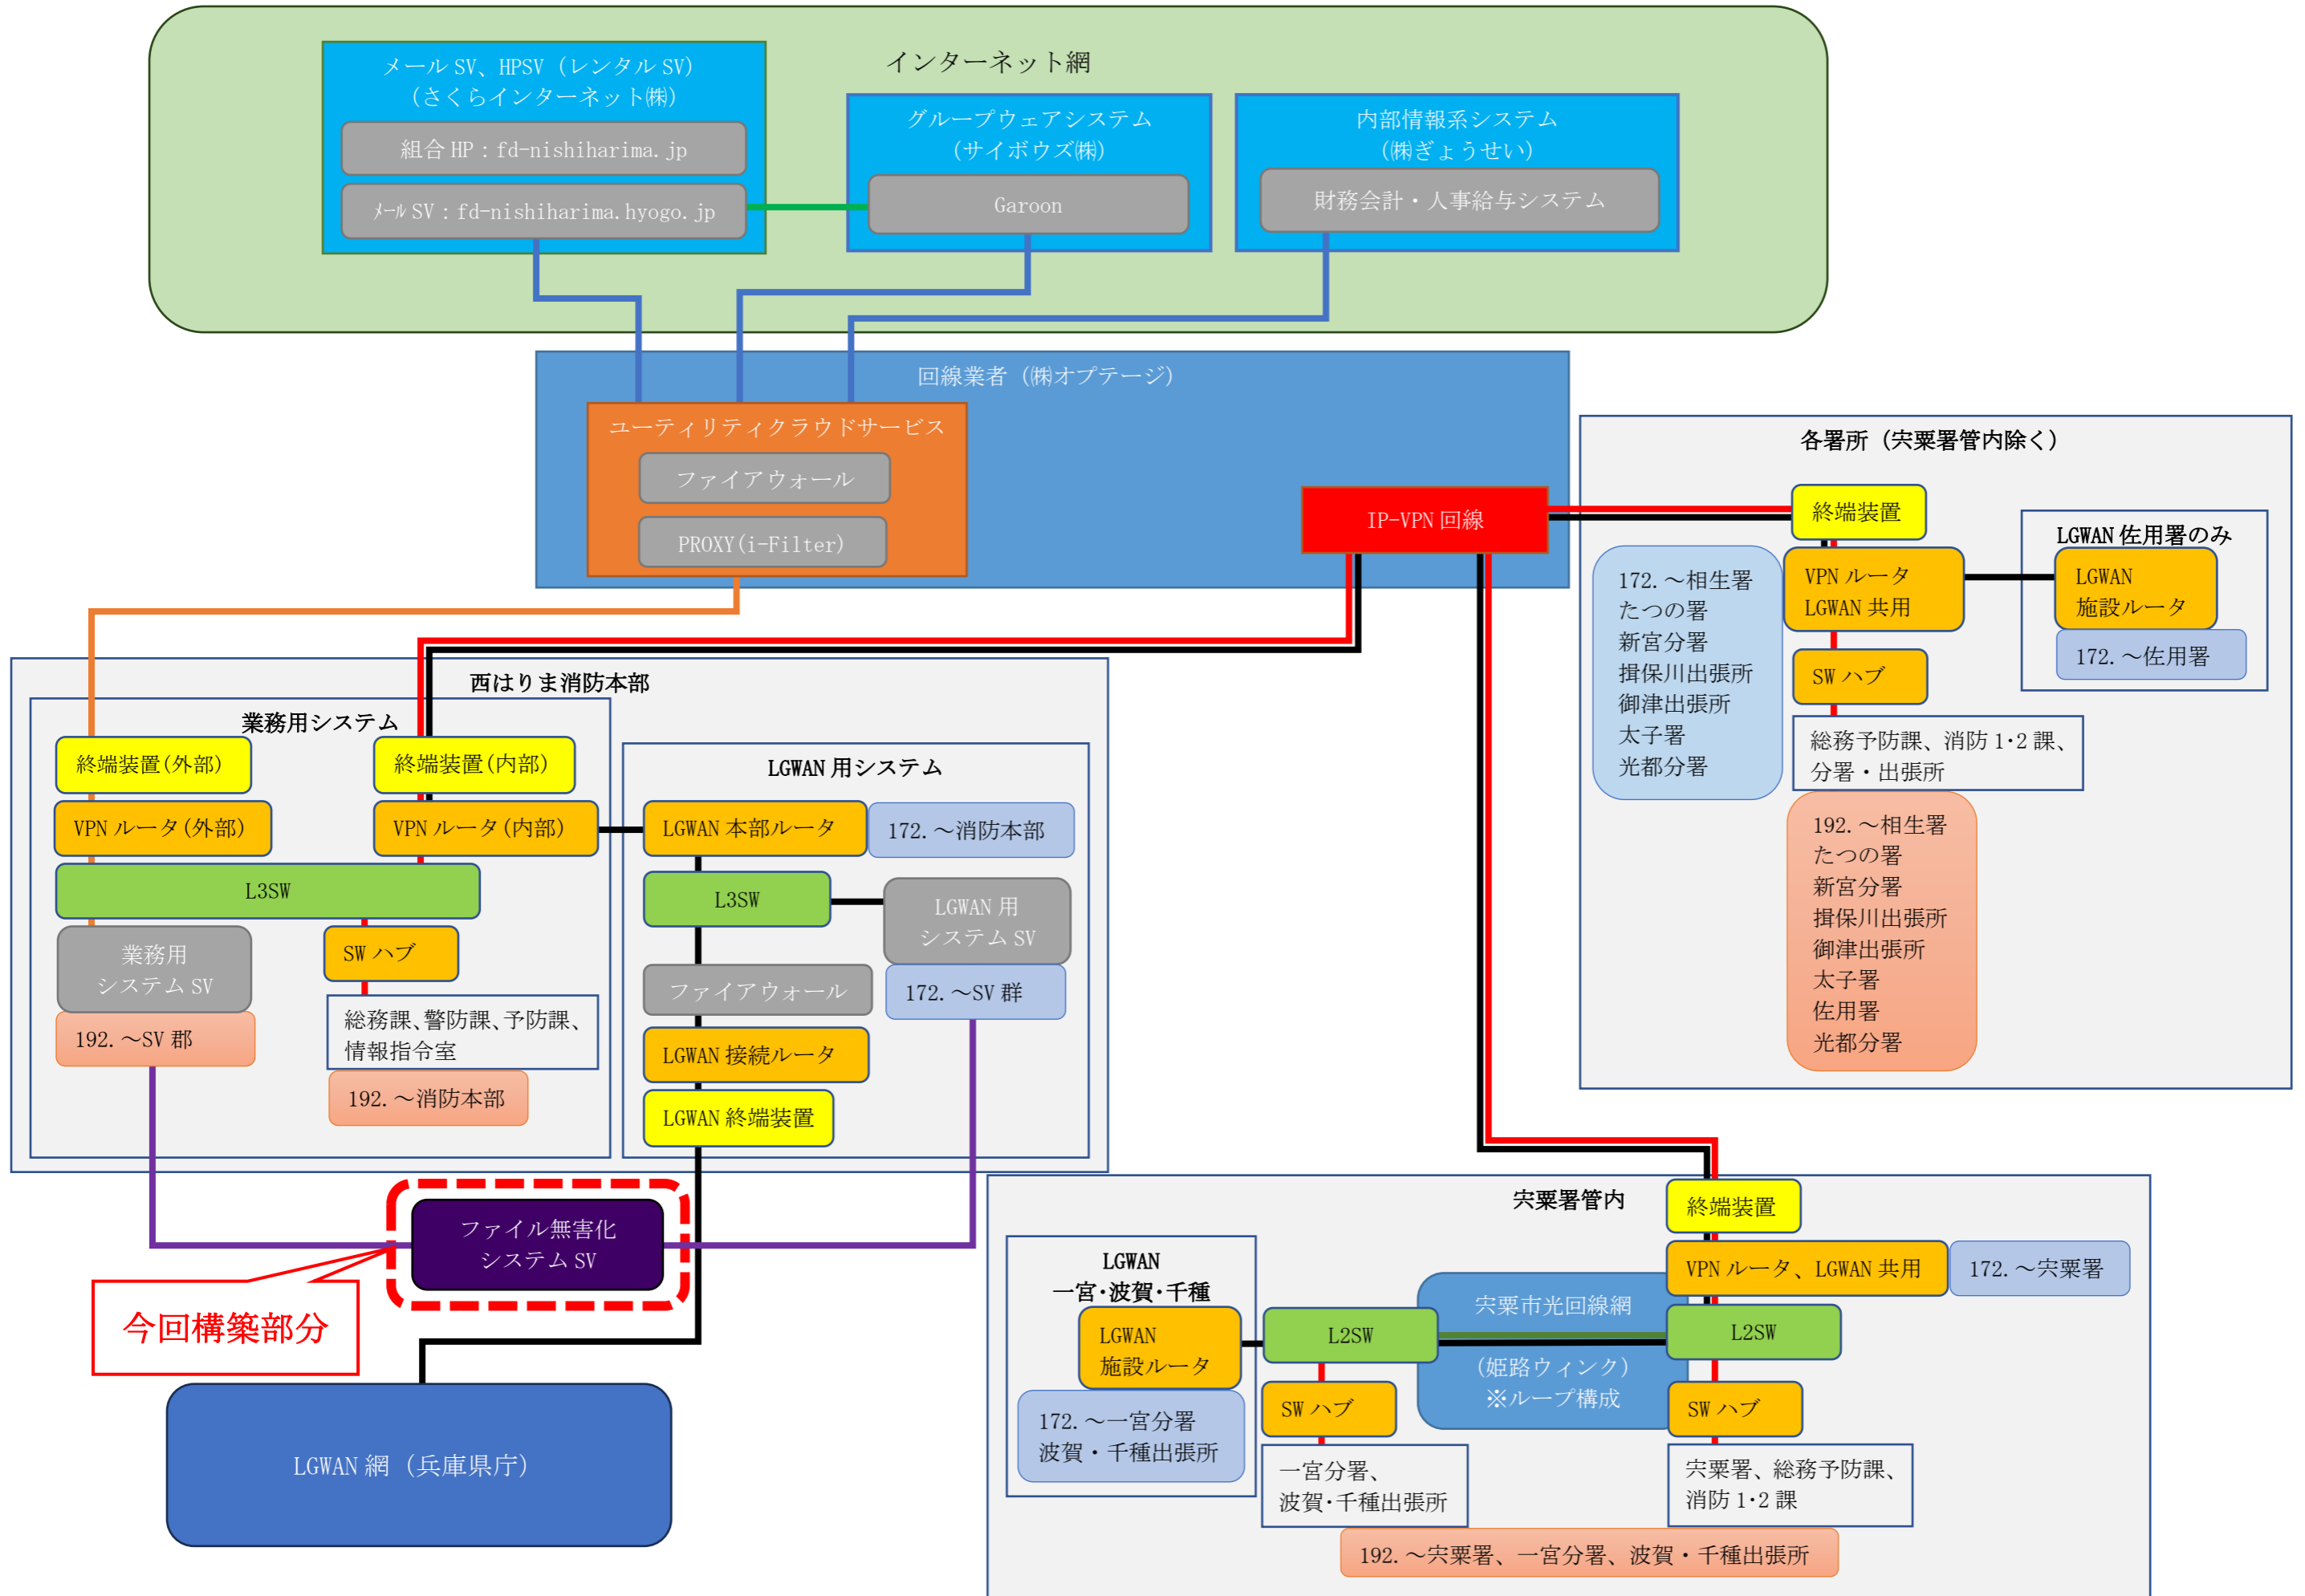 インターネット網
メール SV、HPSV（レンタル SV）
（さくらインターネット㈱）
組合 HP：fd-nishiharima.jp
ﾒｰﾙ SV：fd-nishiharima.hyogo.jp
グループウェアシステム
（サイボウズ㈱）
Garoon
内部情報系システム
（㈱ぎょうせい）
財務会計・人事給与システム
回線業者（㈱オプテージ）
ユーティリティクラウドサービス
ファイアウォール
PROXY(i-Filter)
IP-VPN 回線
各署所（宍粟署管内除く）
終端装置
172.～相生署
たつの署
新宮分署
揖保川出張所
御津出張所
太子署
光都分署
VPN ルータ
LGWAN 共用
LGWAN 佐用署のみ
LGWAN
施設ルータ
172.～佐用署
SW ハブ
総務予防課、消防 1･2 課、
分署・出張所
192.～相生署
たつの署
新宮分署
揖保川出張所
御津出張所
太子署
佐用署
光都分署
西はりま消防本部
業務用システム
終端装置(外部)
終端装置(内部)
VPN ルータ(外部)
VPN ルータ(内部)
L3SW
業務用
システム SV
192.～SV 郡
SW ハブ
総務課、警防課、予防課、
情報指令室
192.～消防本部
LGWAN 用システム
LGWAN 本部ルータ
172.～消防本部
L3SW
LGWAN 用
システム SV
172.～SV 群
ファイアウォール
LGWAN 接続ルータ
LGWAN 終端装置
ファイル無害化
システム SV
今回構築部分
LGWAN 網（兵庫県庁）
宍粟署管内
終端装置
VPN ルータ、LGWAN 共用
172.～宍粟署
LGWAN
一宮･波賀･千種
LGWAN
施設ルータ
172.～一宮分署
波賀・千種出張所
L2SW
宍粟市光回線網
（姫路ウィンク）
※ループ構成
L2SW
SW ハブ
SW ハブ
一宮分署、
波賀･千種出張所
宍粟署、総務予防課、
消防 1･2 課
192.～宍粟署、一宮分署、波賀・千種出張所